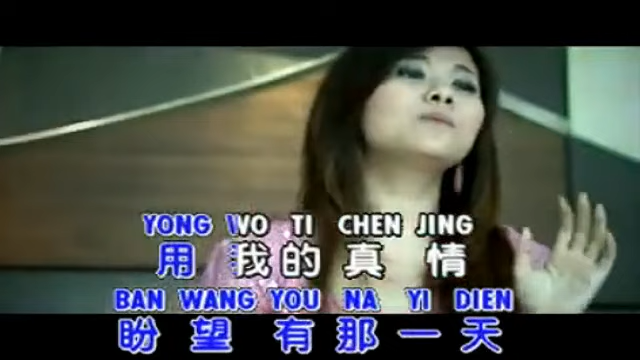 YONG WO TI CHEN JING
用 我 的 真 情
BAN WANG YOU NA YI DIEN
盼 望 有 那 一 天